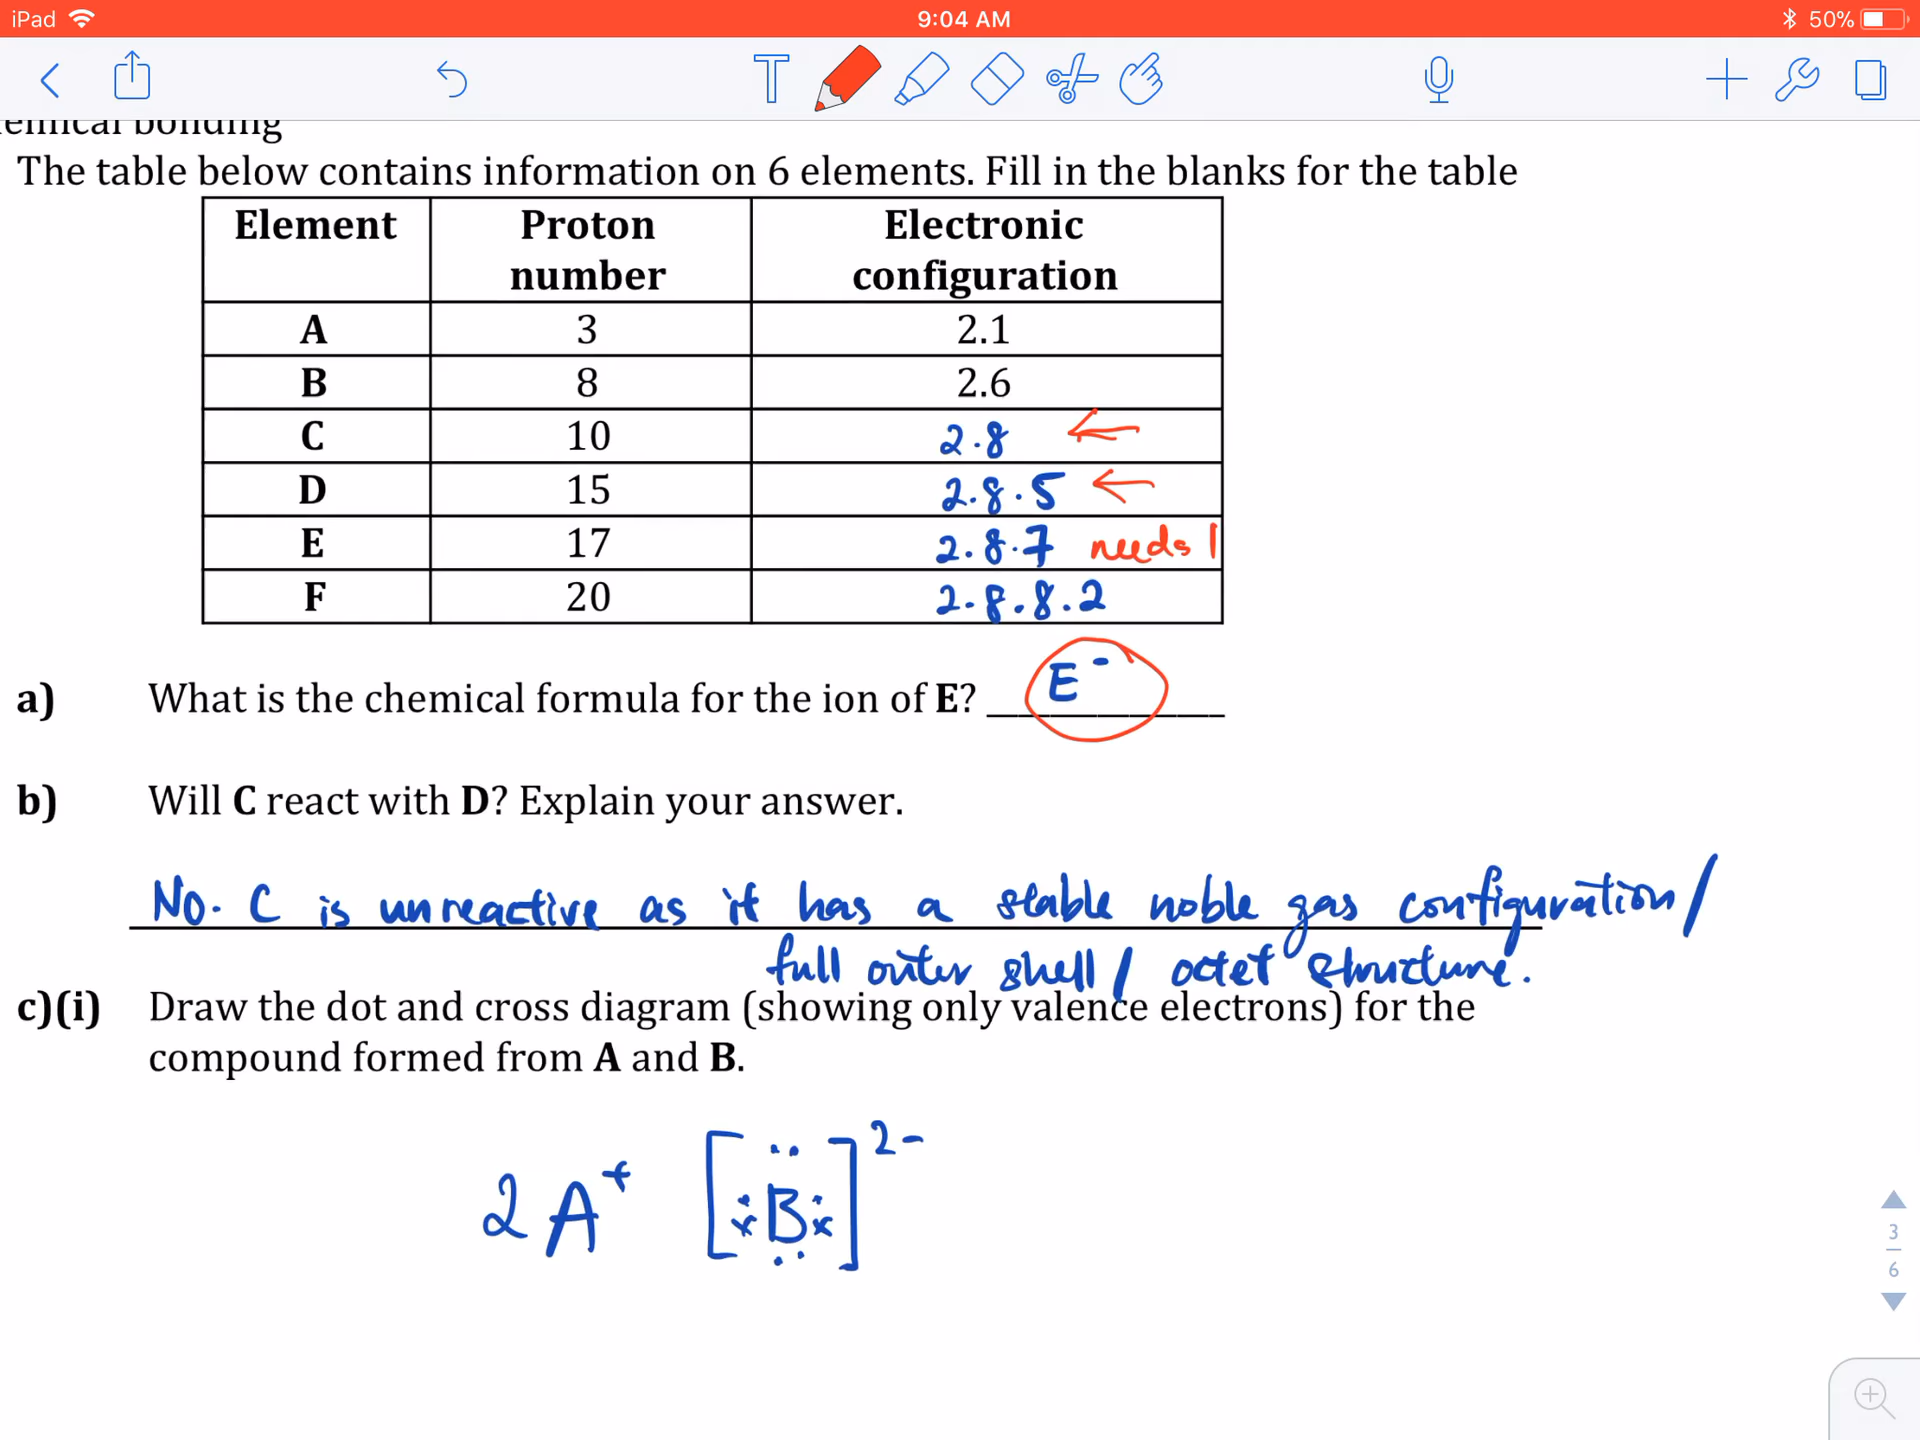 iPad 9:04 AM 50%
T
emical bonding
The table below contains information on 6 elements. Fill in the blanks for the table
Element Proton number Electronic configuration
A 3 2.1
B 8 2.6
C 10 2.8 ←
D 15 2.8.5 ←
E 17 2.8.7 needs 1
F 20 2.8.8.2
a) What is the chemical formula for the ion of E? E⁻
b) Will C react with D? Explain your answer.
No. C is unreactive as it has a stable noble gas configuration/
full outer shell / octet structure.
c)(i) Draw the dot and cross diagram (showing only valence electrons) for the
compound formed from A and B.
2A⁺ [B]²⁻
3
6